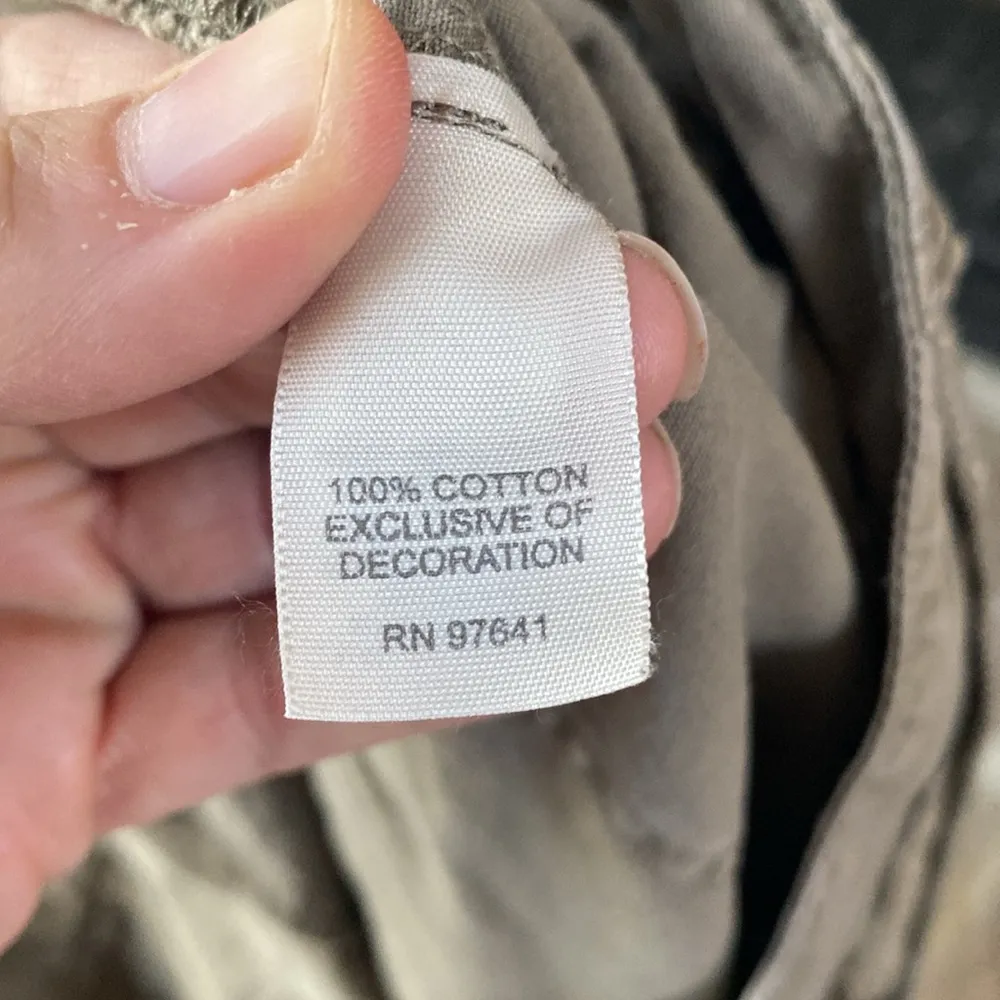 100% COTTON
EXCLUSIVE OF
DECORATION
RN 97641